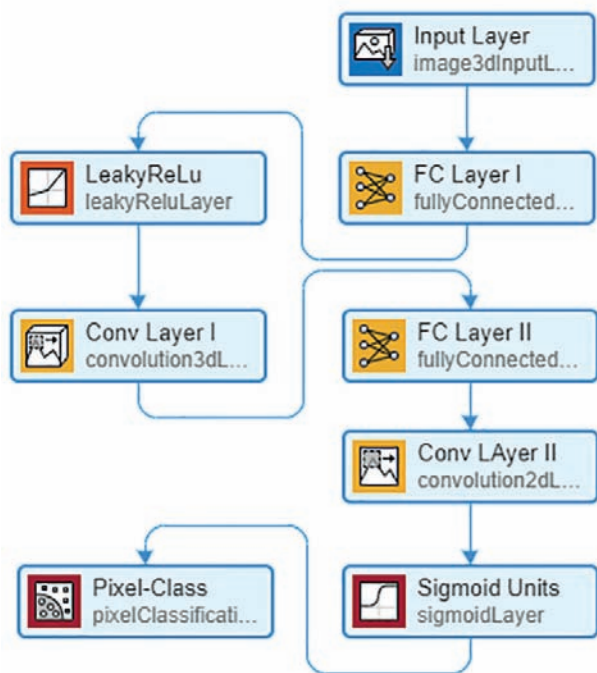 Input Layer
image3dInputL...
FC Layer I
fullyConnected...
LeakyReLu
leakyReluLayer
Conv Layer I
convolution3dL...
FC Layer II
fullyConnected...
Conv LAyer II
convolution2dL...
Sigmoid Units
sigmoidLayer
Pixel-Class
pixelClassificati...